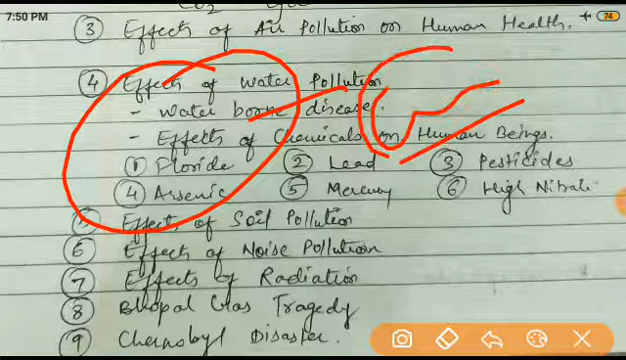 7:50 PM 74
CO2 Gas
③ Effects of Air Pollution on Human Health.
④ Effects of Water Pollution
- Water borne disease.
- Effects of Chemicals on Human Beings.
① Floride ② Lead ③ Pesticides
④ Arsenic ⑤ Mercury ⑥ High Nitrate
⑤ Effects of Soil Pollution
⑥ Effects of Noise Pollution
⑦ Effects of Radiation
⑧ Bhopal Gas Tragedy
⑨ Chernobyl Disaster.